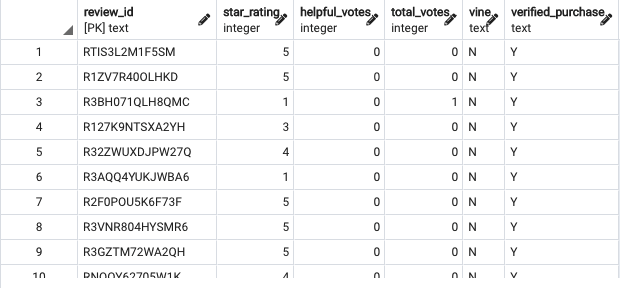 review_id star_rating helpful_votes total_votes vine verified_purchase
[PK] text integer integer integer text text
1 RTIS3L2M1F5SM 5 0 0 N Y
2 R1ZV7R40OLHKD 5 0 0 N Y
3 R3BH071QLH8QMC 1 0 1 N Y
4 R127K9NTSXA2YH 3 0 0 N Y
5 R32ZWUXDJPW27Q 4 0 0 N Y
6 R3AQQ4YUKJWBA6 1 0 0 N Y
7 R2F0POU5K6F73F 5 0 0 N Y
8 R3VNR804HYSMR6 5 0 0 N Y
9 R3GZTM72WA2QH 5 0 0 N Y
10 4 0 0 N Y